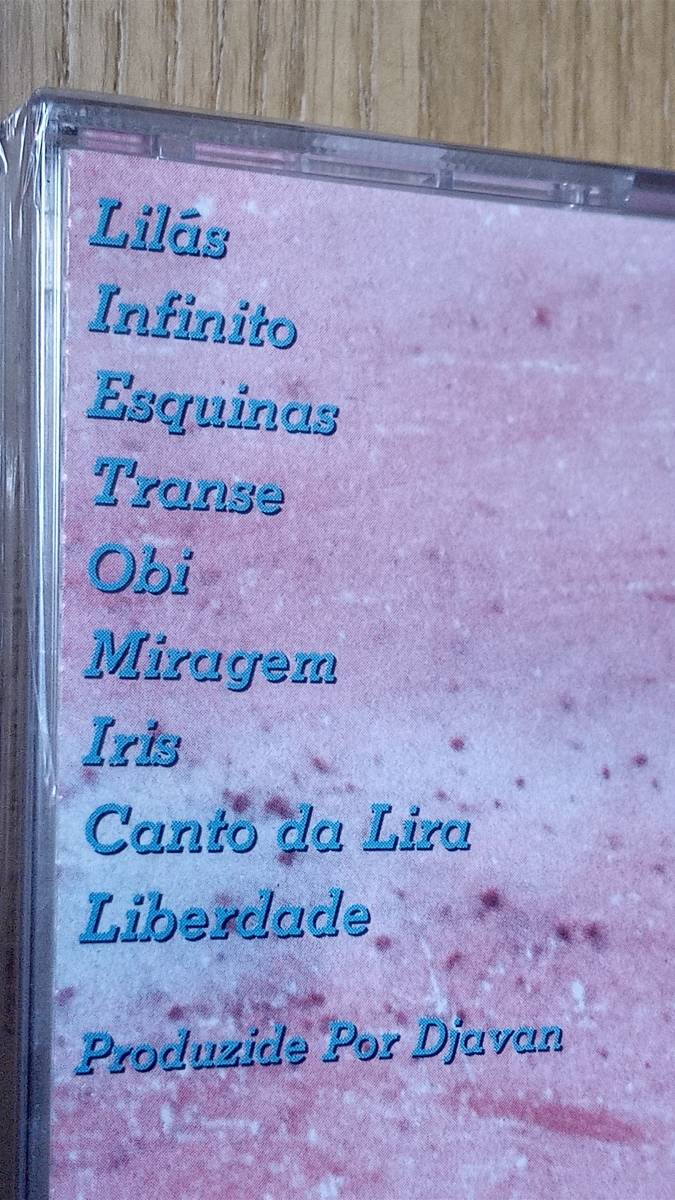 Lilás
Infinito
Esquinas
Transe
Obi
Miragem
Iris
Canto da Lira
Liberdade
Produzide Por Djavan